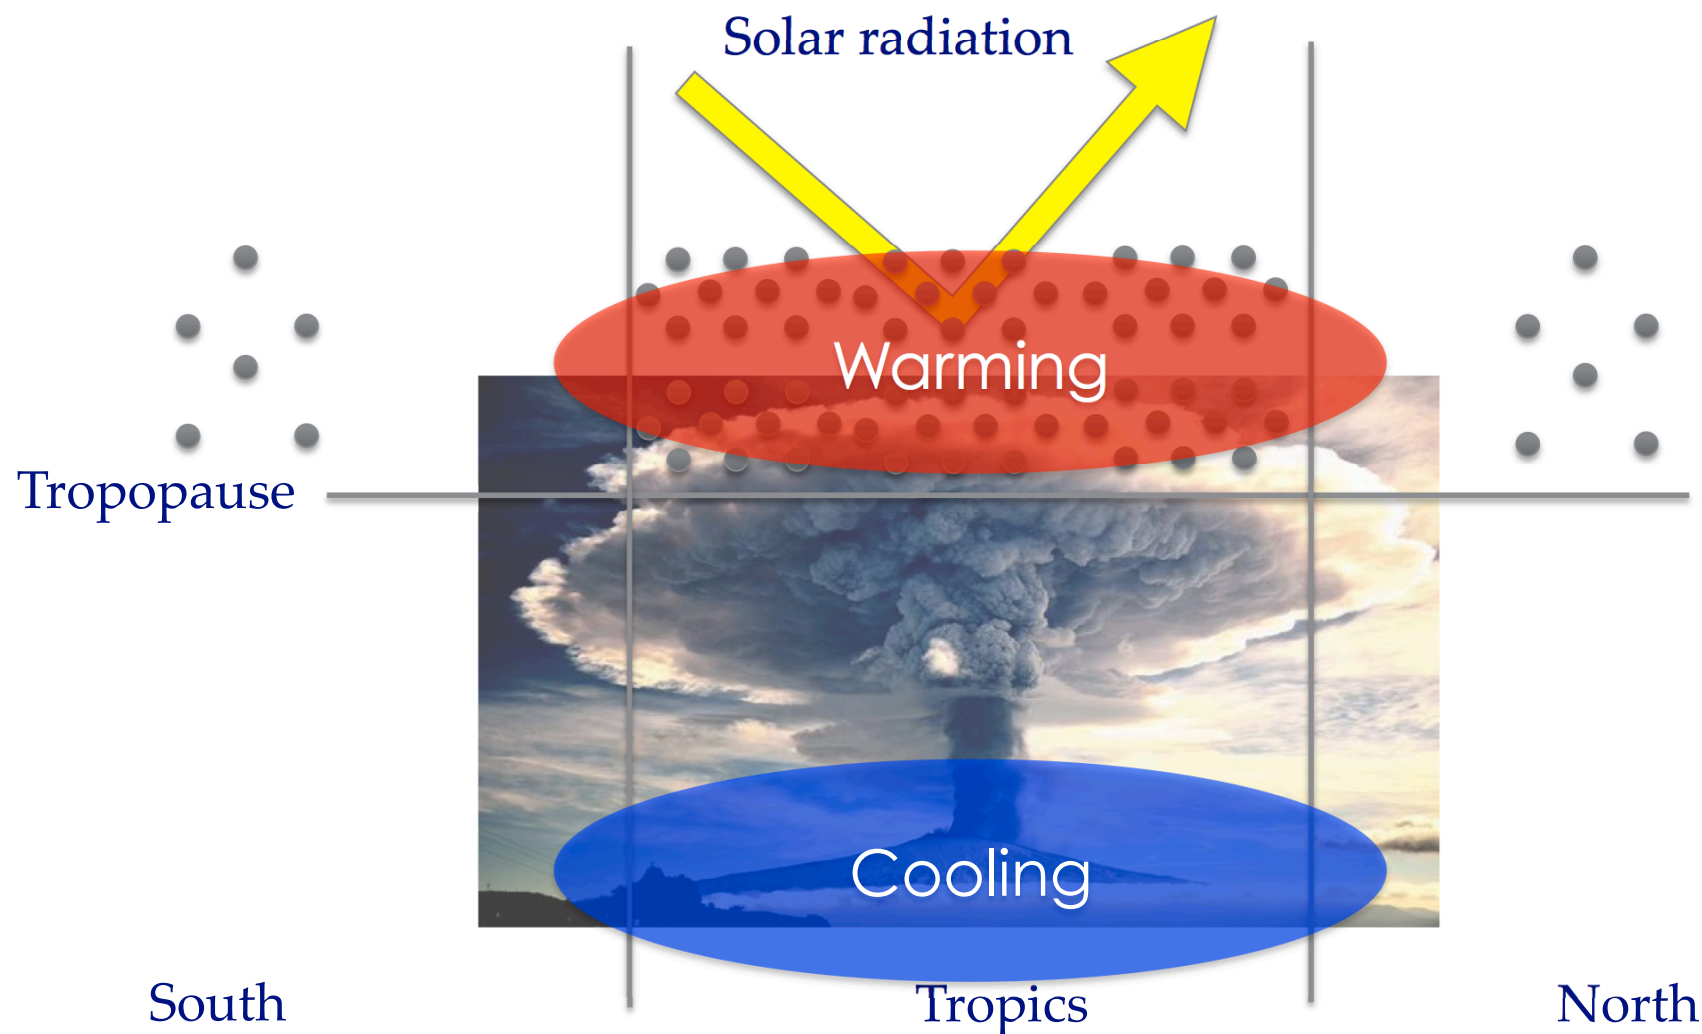 Solar radiation
Warming
Tropopause
Cooling
South
Tropics
North